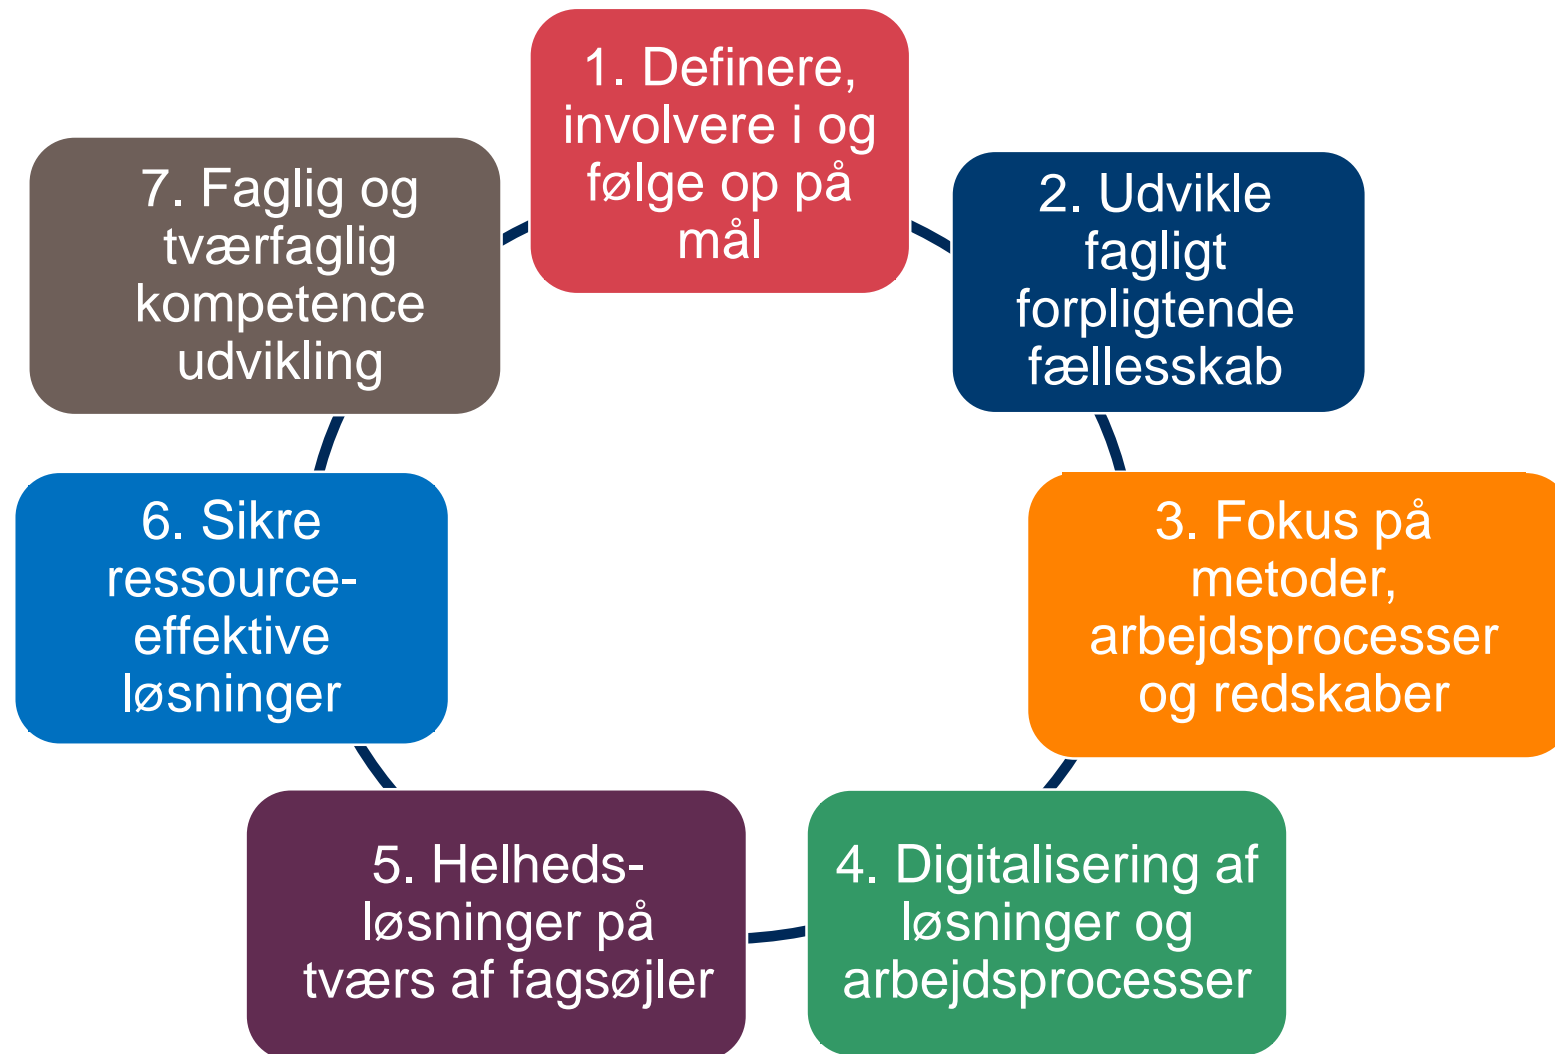 1. Definere,
involvere i og
følge op på
mål
2. Udvikle
fagligt
forpligtende
fællesskab
3. Fokus på
metoder,
arbejdsprocesser
og redskaber
4. Digitalisering af
løsninger og
arbejdsprocesser
5. Helheds-
løsninger på
tværs af fagsøjler
6. Sikre
ressource-
effektive
løsninger
7. Faglig og
tværfaglig
kompetence
udvikling